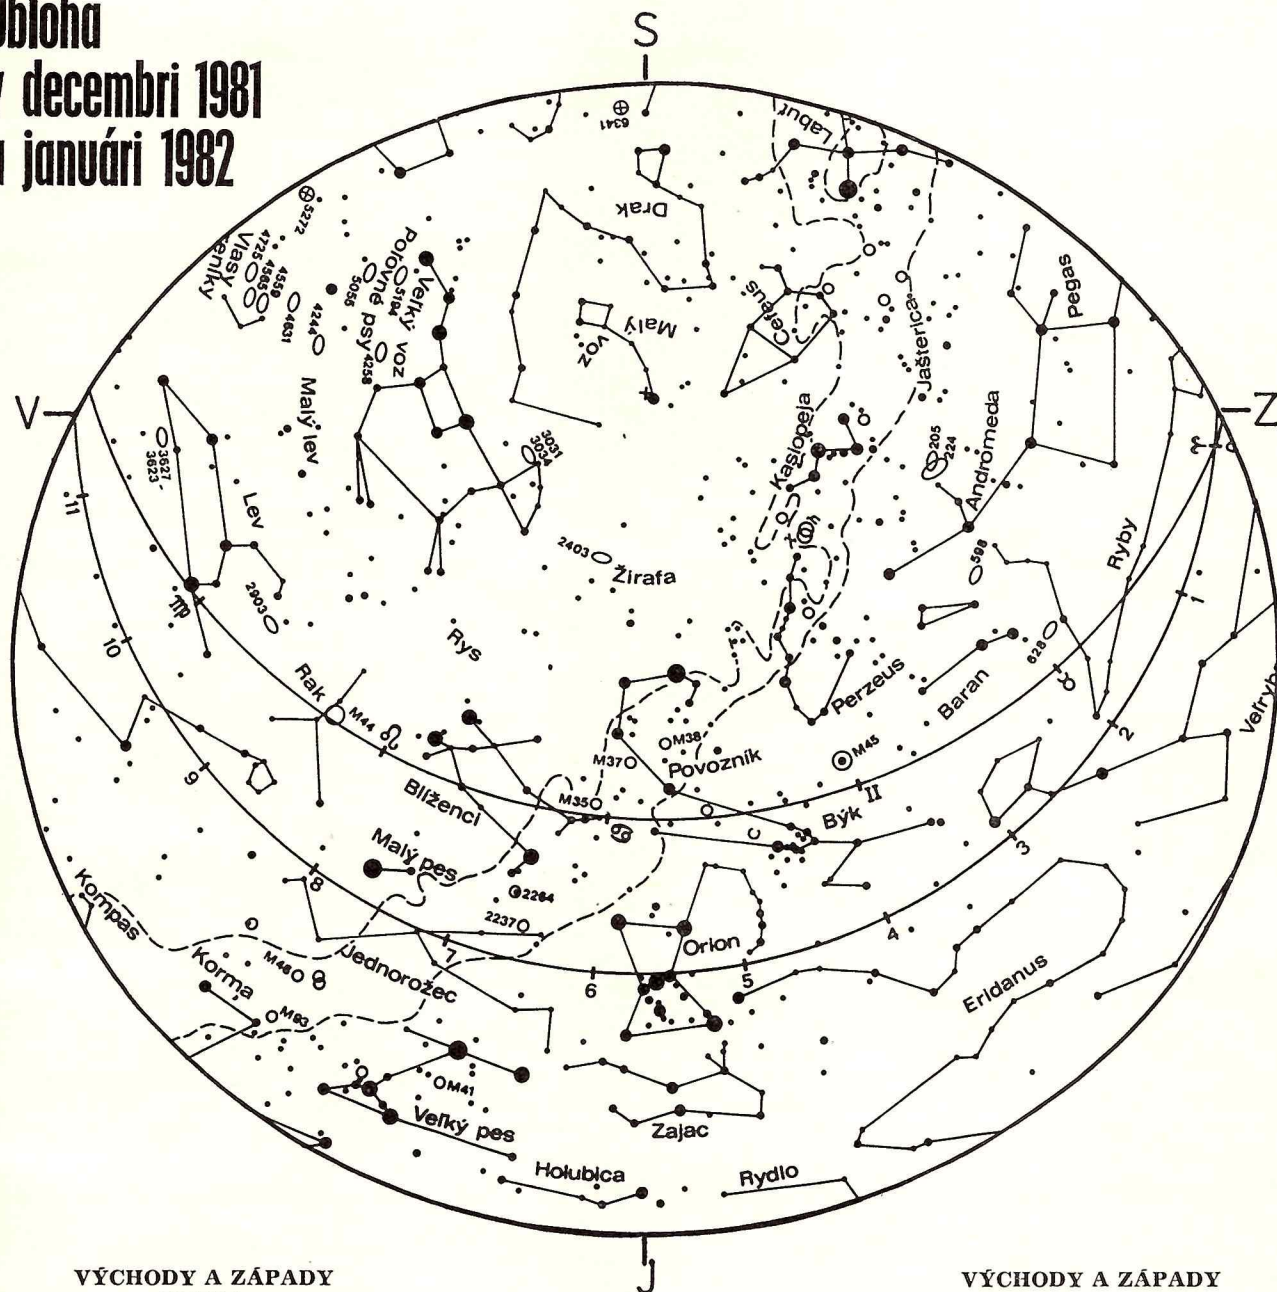 Obloha
v decembri 1981
a januári 1982
S
6341
Labuť
Drak
5272
Vlasy
4725
4565
4559
4631
4244
Poľovné psy
5055
5194
4258
Veľký voz
Malý voz
Cefeus
Jašterica
Pegas
V
Z
Malý lev
3627-
3623
Lev
3031
3034
Kasiopeja
205
224
Andromeda
11
♍
2903
2403
Žirafa
h
χ
598
Ryby
♈
0
1
10
Rys
Rak
M44
♌
Perzeus
Baran
628
♉
2
Veľryba
9
M38
M37
Povozník
M45
II
Blíženci
M35
♋
Býk
3
Malý pes
8
2264
2237
Orion
4
Kompas
Jednorožec
7
6
5
Eridanus
M46
Korma
M93
M41
Veľký pes
Zajac
Holubica
Rydlo
J
VÝCHODY A ZÁPADY
VÝCHODY A ZÁPADY